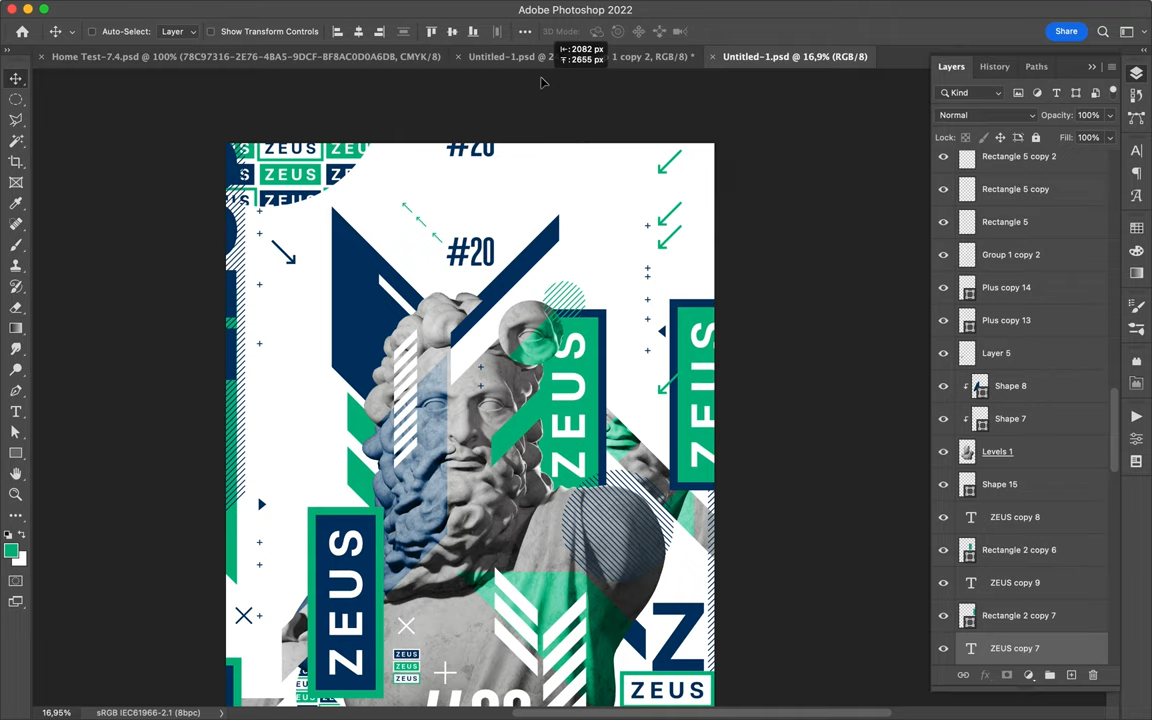 Adobe Photoshop 2022
Auto-Select:
Layer
Show Transform Controls
3D Mode:
Share
Home Test-7.4.psd @ 100% (78C97317-2E76-4BA5-9DCF-BF8AC0D0A6DB, CMYK/8)
Untitled-1.psd @ 2
1 copy 2, RGB/8) *
Untitled-1.psd @ 16,9% (RGB/8)
2082 px
2655 px
Layers
History
Paths
Kind
Normal
Opacity: 100%
Lock:
Fill: 100%
Rectangle 5 copy 2
Rectangle 5 copy
Rectangle 5
Group 1 copy 2
Plus copy 14
Plus copy 13
Layer 5
Shape 8
Shape 7
Levels 1
Shape 15
ZEUS copy 8
Rectangle 2 copy 6
ZEUS copy 9
Rectangle 2 copy 7
ZEUS copy 7
ZEUS
#20
#20
ZEUS
ZEUS
ZEUS
ZEUS
ZEUS
ZEUS
Z
ZEUS
16,95%
sRGB IEC61966-2.1 (8bpc)